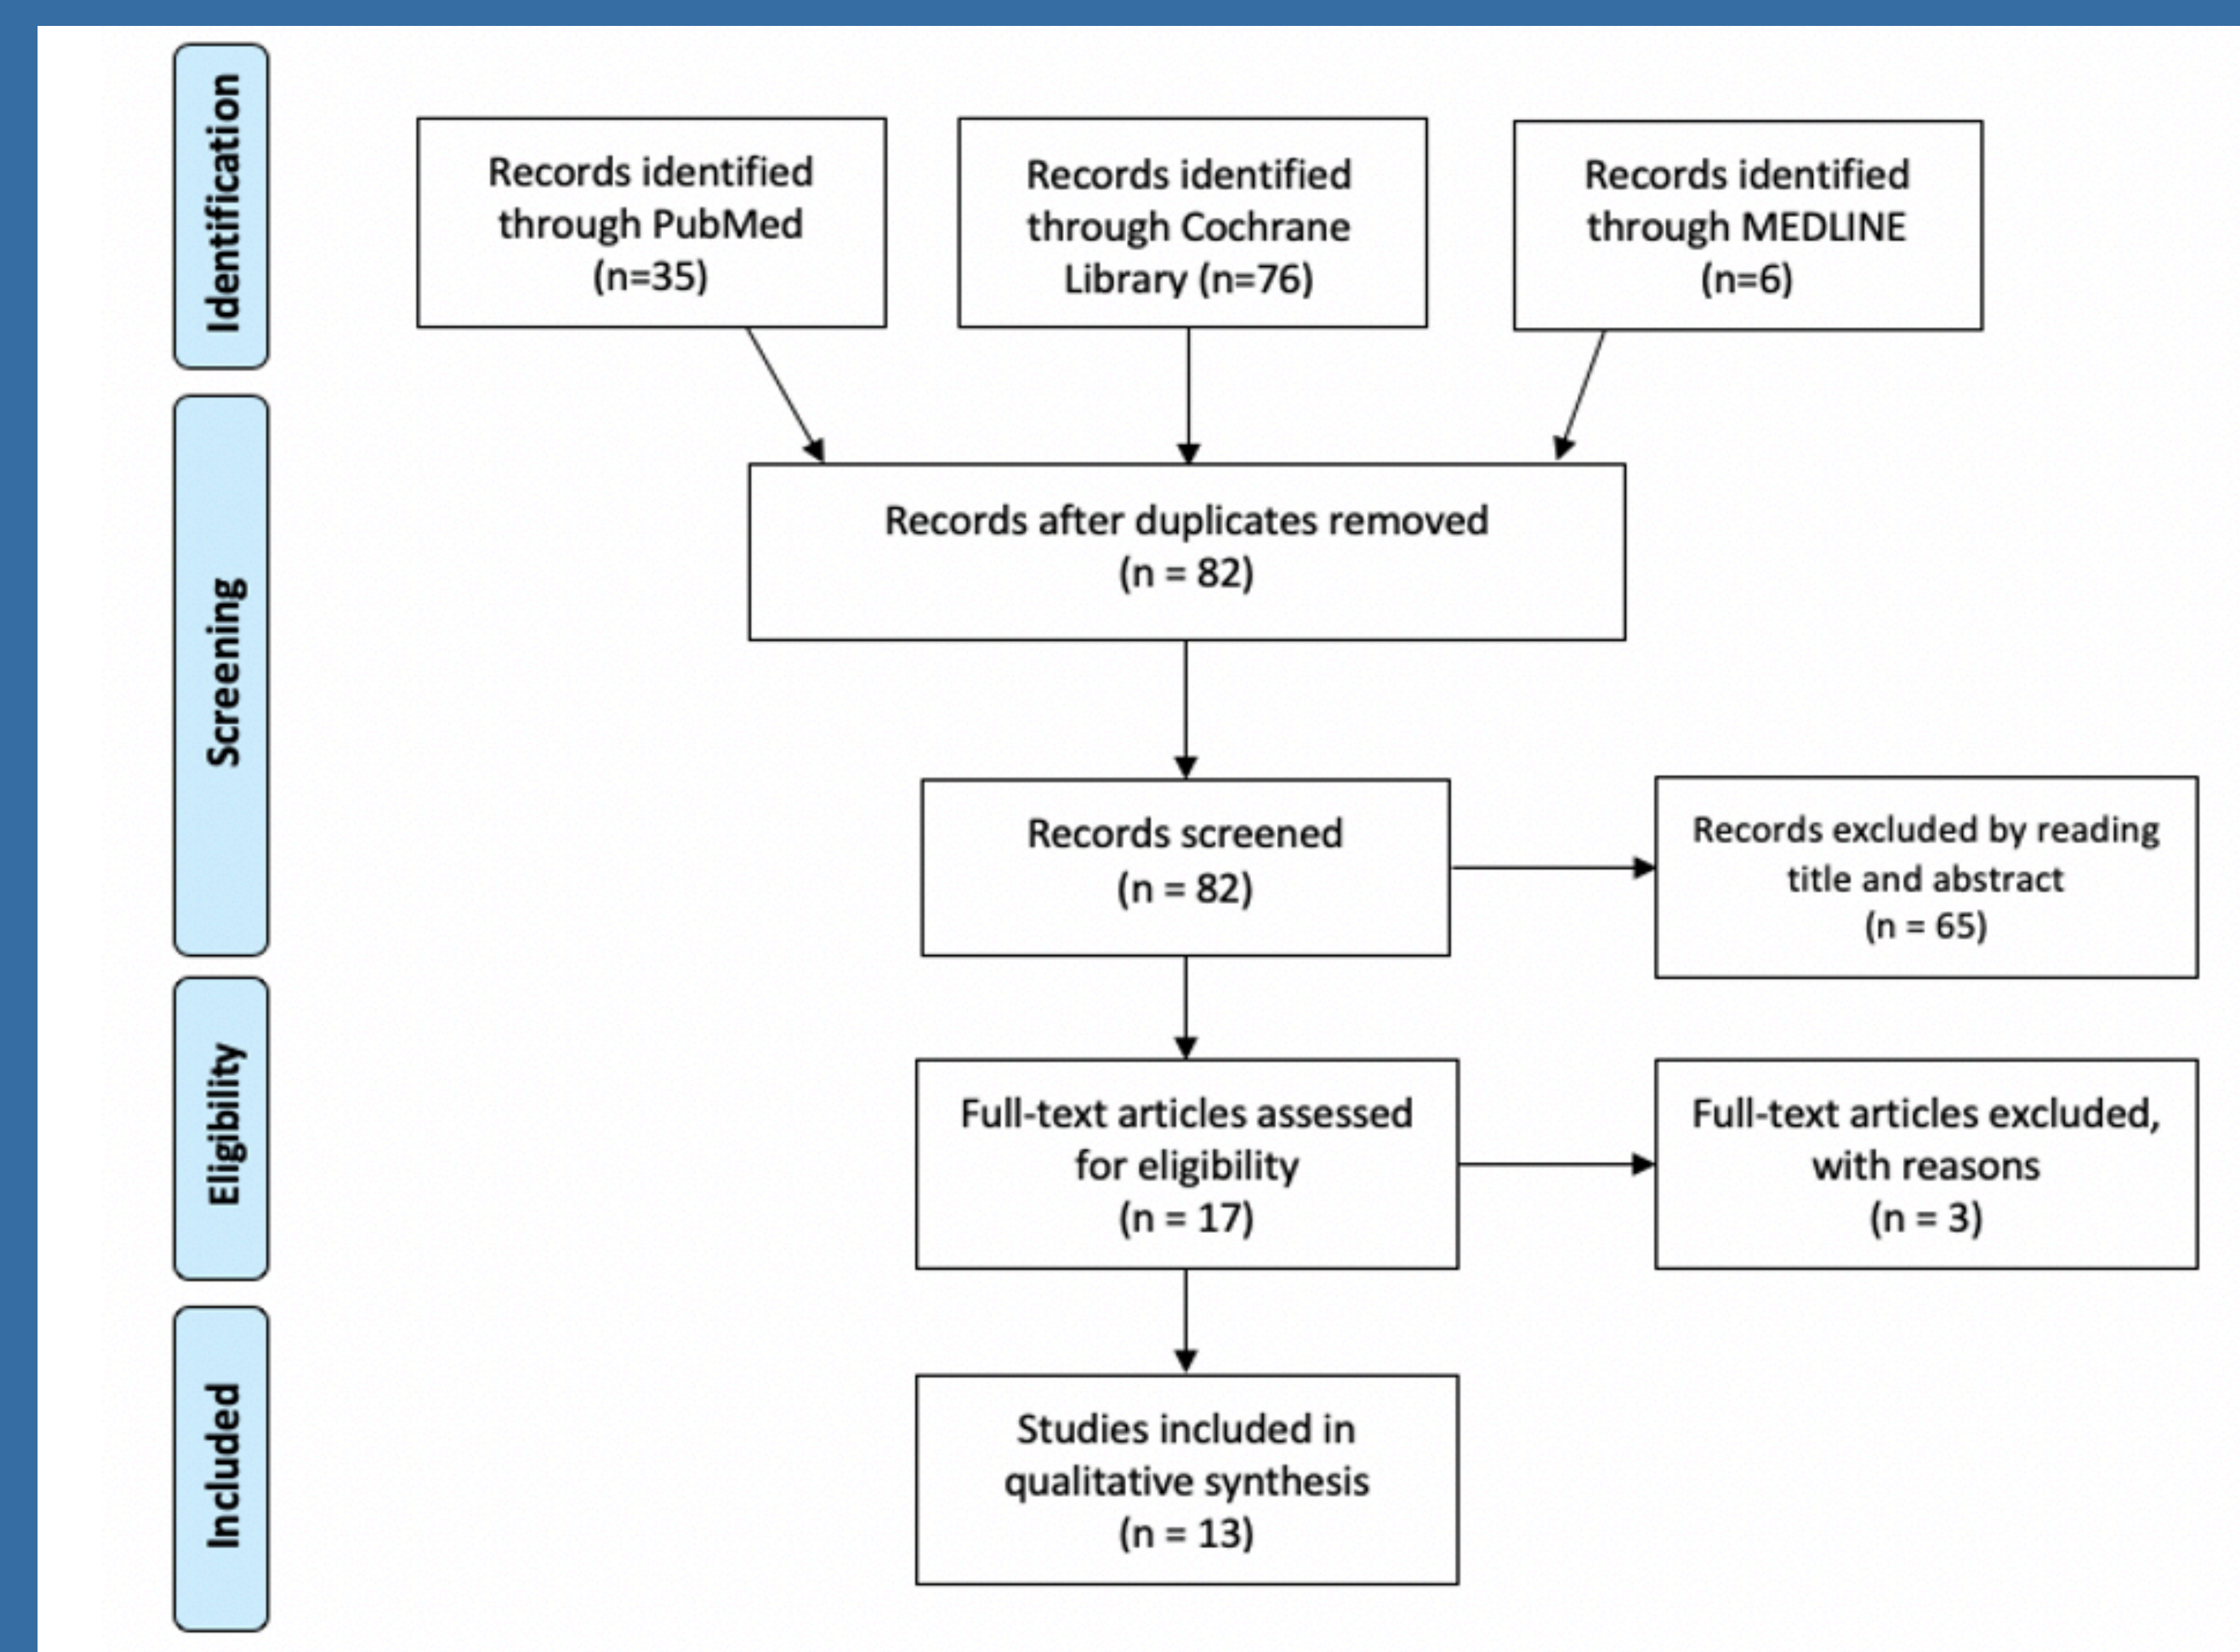 Identification
Records identified
through PubMed
(n=35)
Records identified
through Cochrane
Library (n=76)
Records identified
through MEDLINE
(n=6)
Screening
Records after duplicates removed
(n = 82)
Records screened
(n = 82)
Records excluded by reading
title and abstract
(n = 65)
Eligibility
Full-text articles assessed
for eligibility
(n = 17)
Full-text articles excluded,
with reasons
(n = 3)
Included
Studies included in
qualitative synthesis
(n = 13)